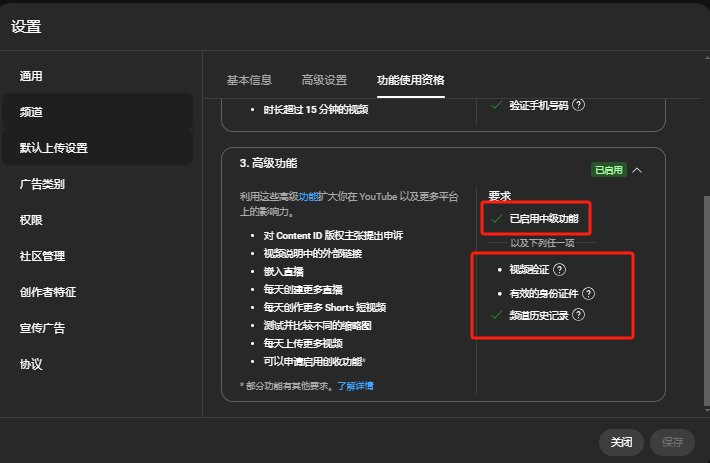 设置
通用
频道
默认上传设置
广告类别
权限
社区管理
创作者特征
宣传广告
协议
基本信息
高级设置
功能使用资格
• 时长超过 15 分钟的视频
验证手机号码
3. 高级功能
已启用
利用这些高级功能扩大你在 YouTube 以及更多平台
上的影响力。
• 对 Content ID 版权主张提出申诉
• 视频说明中的外部链接
• 嵌入直播
• 每天创建更多直播
• 每天创作更多 Shorts 短视频
• 测试并比较不同的缩略图
• 每天上传更多视频
• 可以申请启用创收功能*
* 部分功能有其他要求。了解详情
要求
已启用中级功能
以及下列任一项
• 视频验证
• 有效的身份证件
频道历史记录
关闭
保存